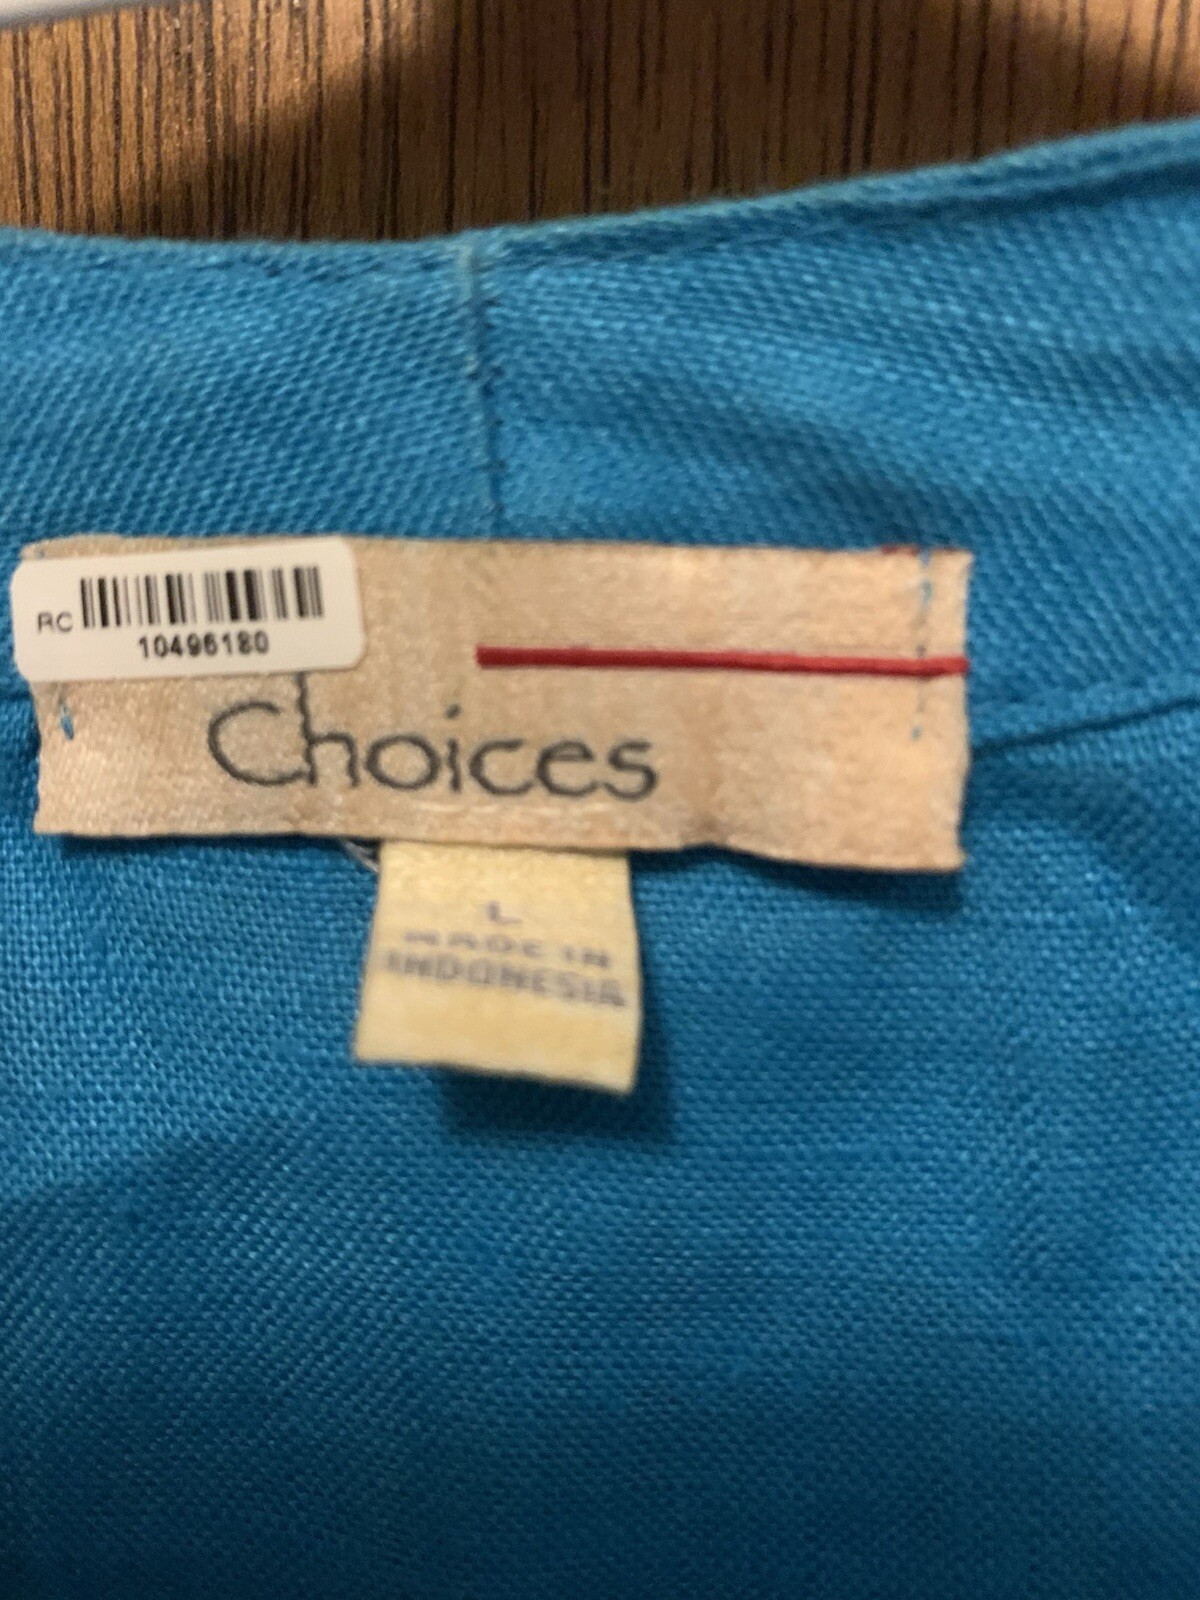 RC
10496180
Choices
L
MADE IN
INDONESIA